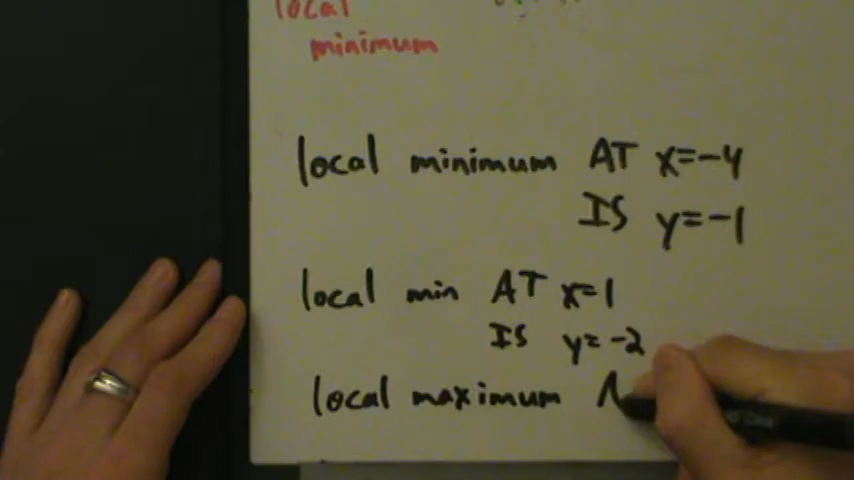 local
minimum
local minimum AT x=-4
IS y=-1
local min AT x=1
IS y=-2
local maximum